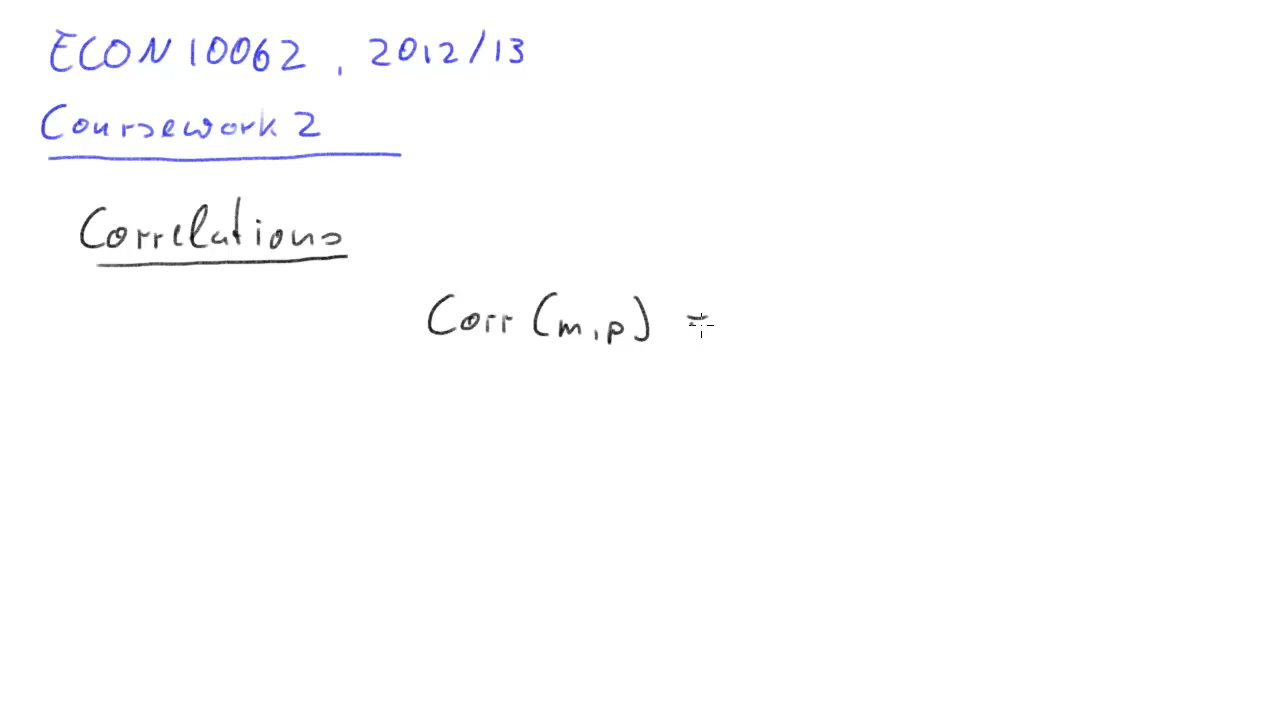 ECON 10062, 2012/13
Coursework 2
Correlations
Corr (m,p) =